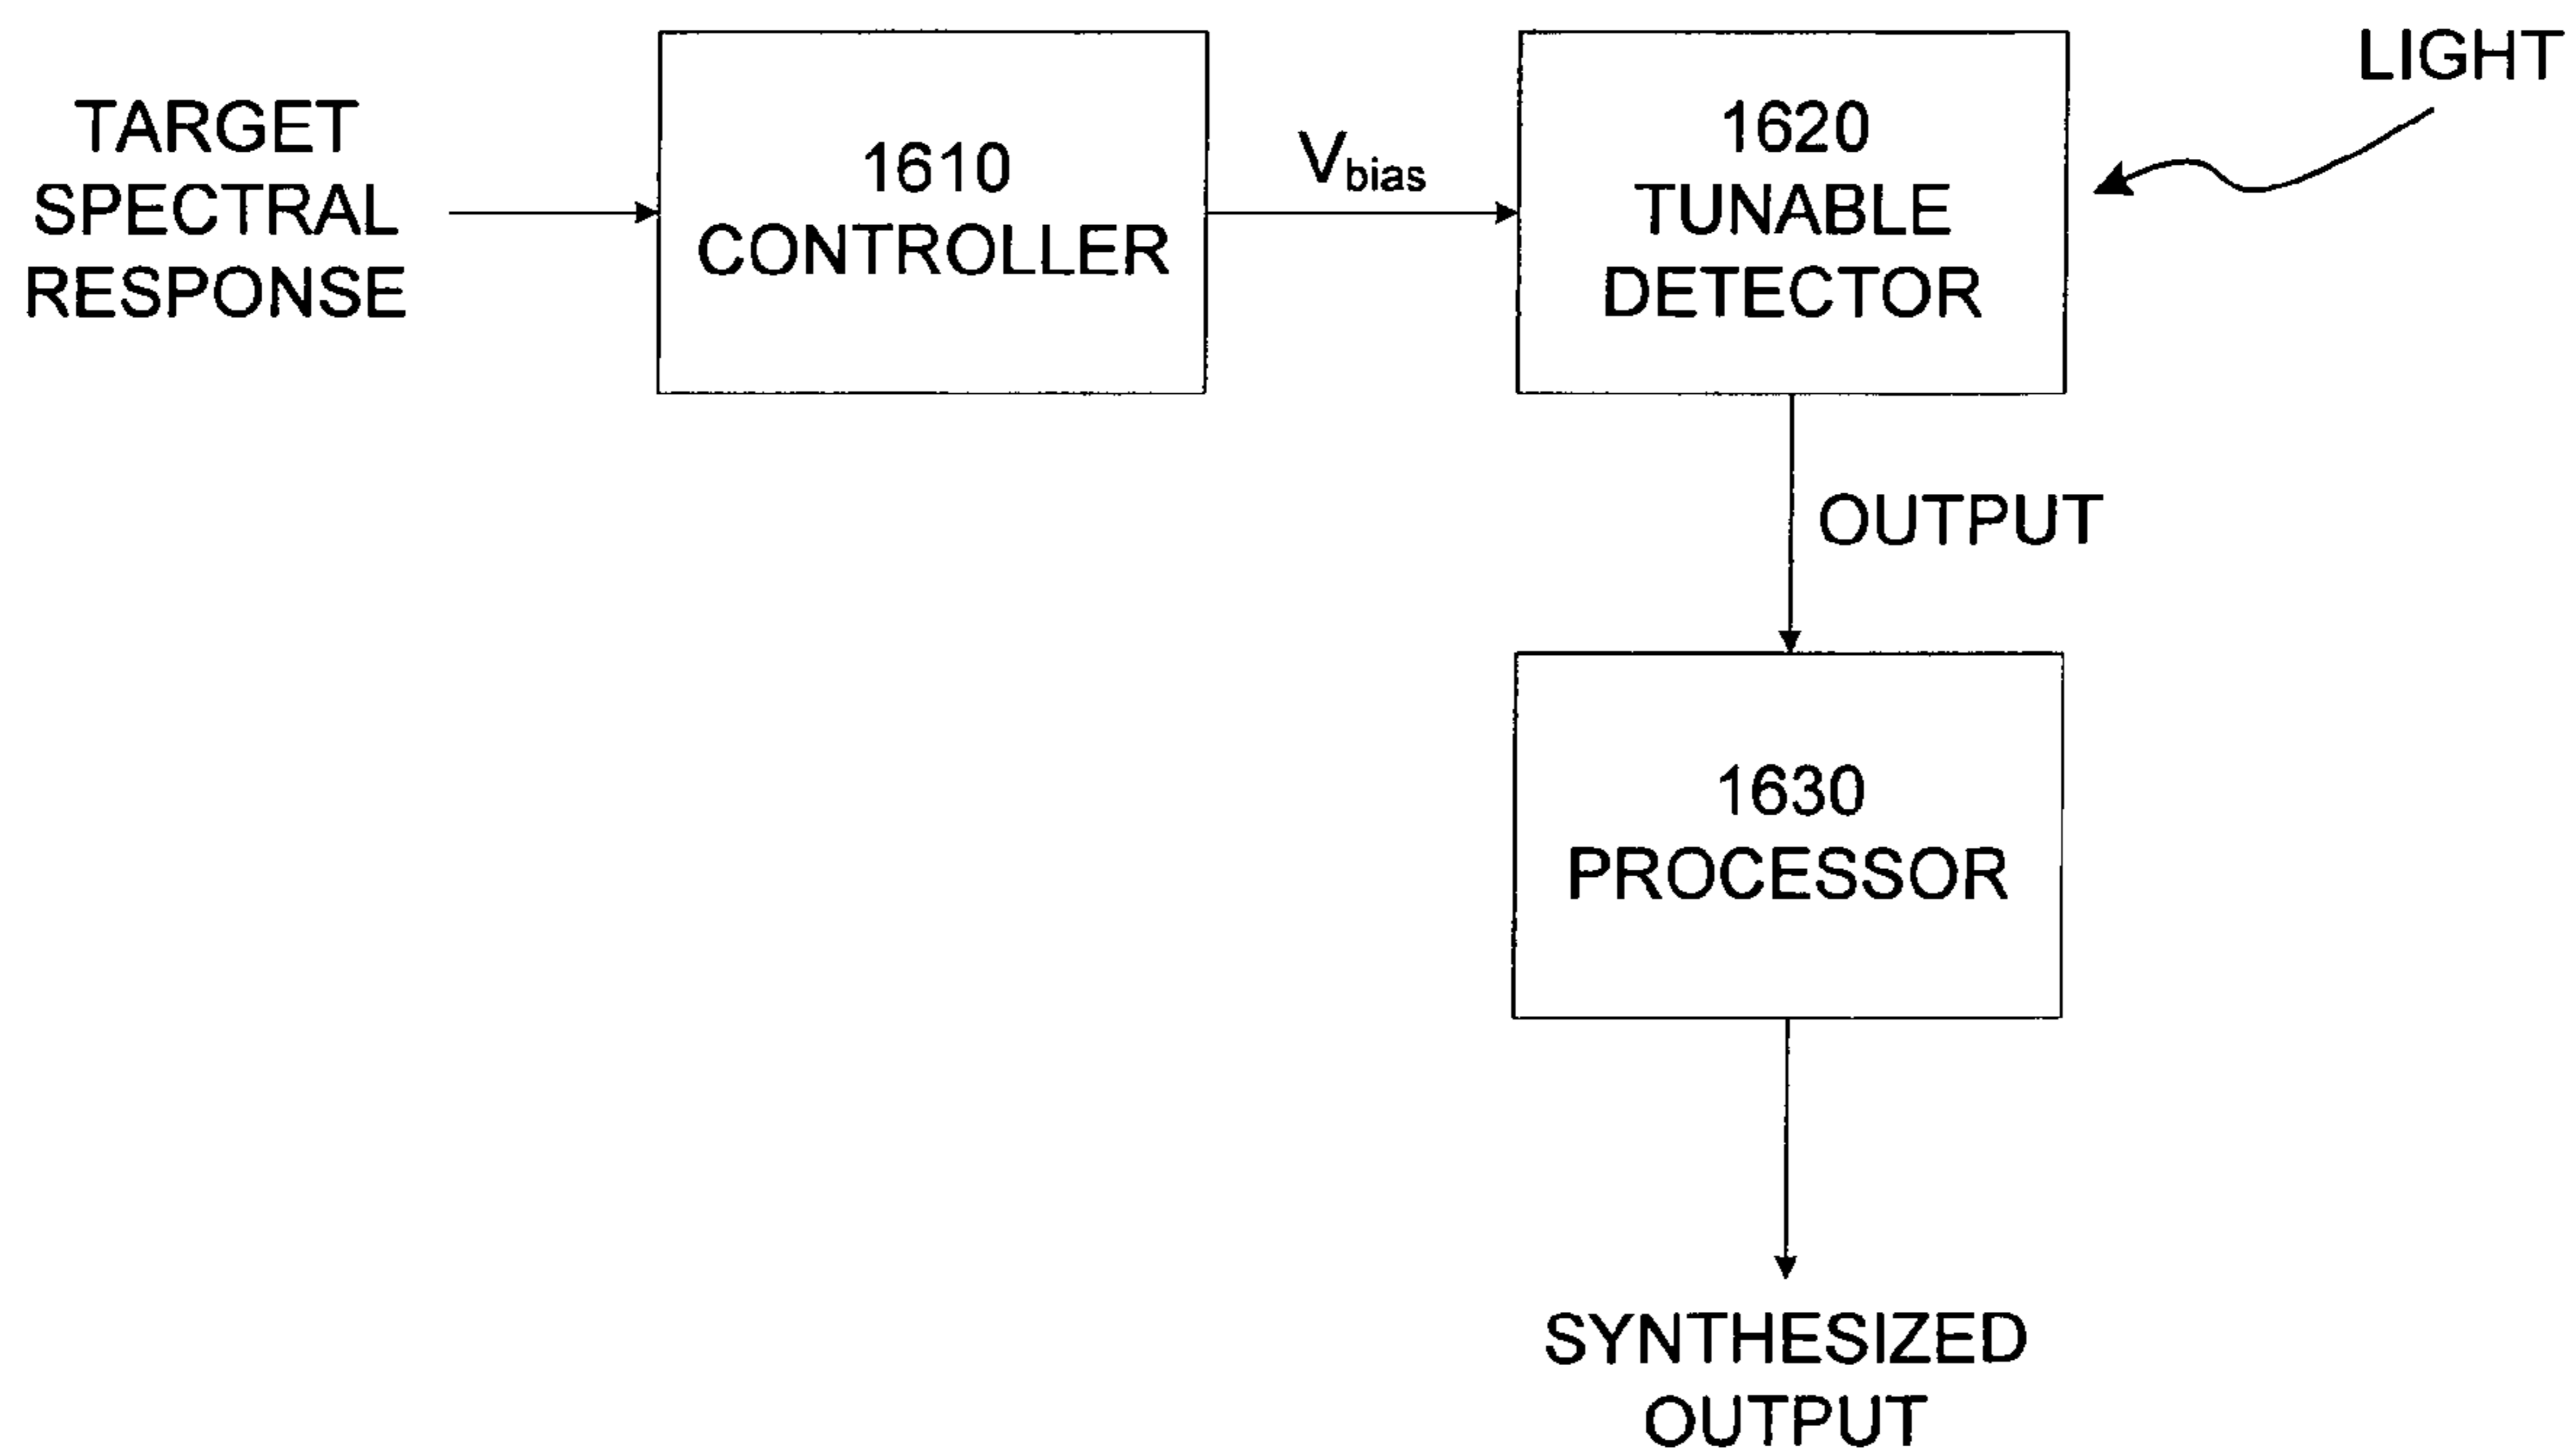 TARGET
SPECTRAL
RESPONSE
1610
CONTROLLER
Vbias
1620
TUNABLE
DETECTOR
LIGHT
OUTPUT
1630
PROCESSOR
SYNTHESIZED
OUTPUT